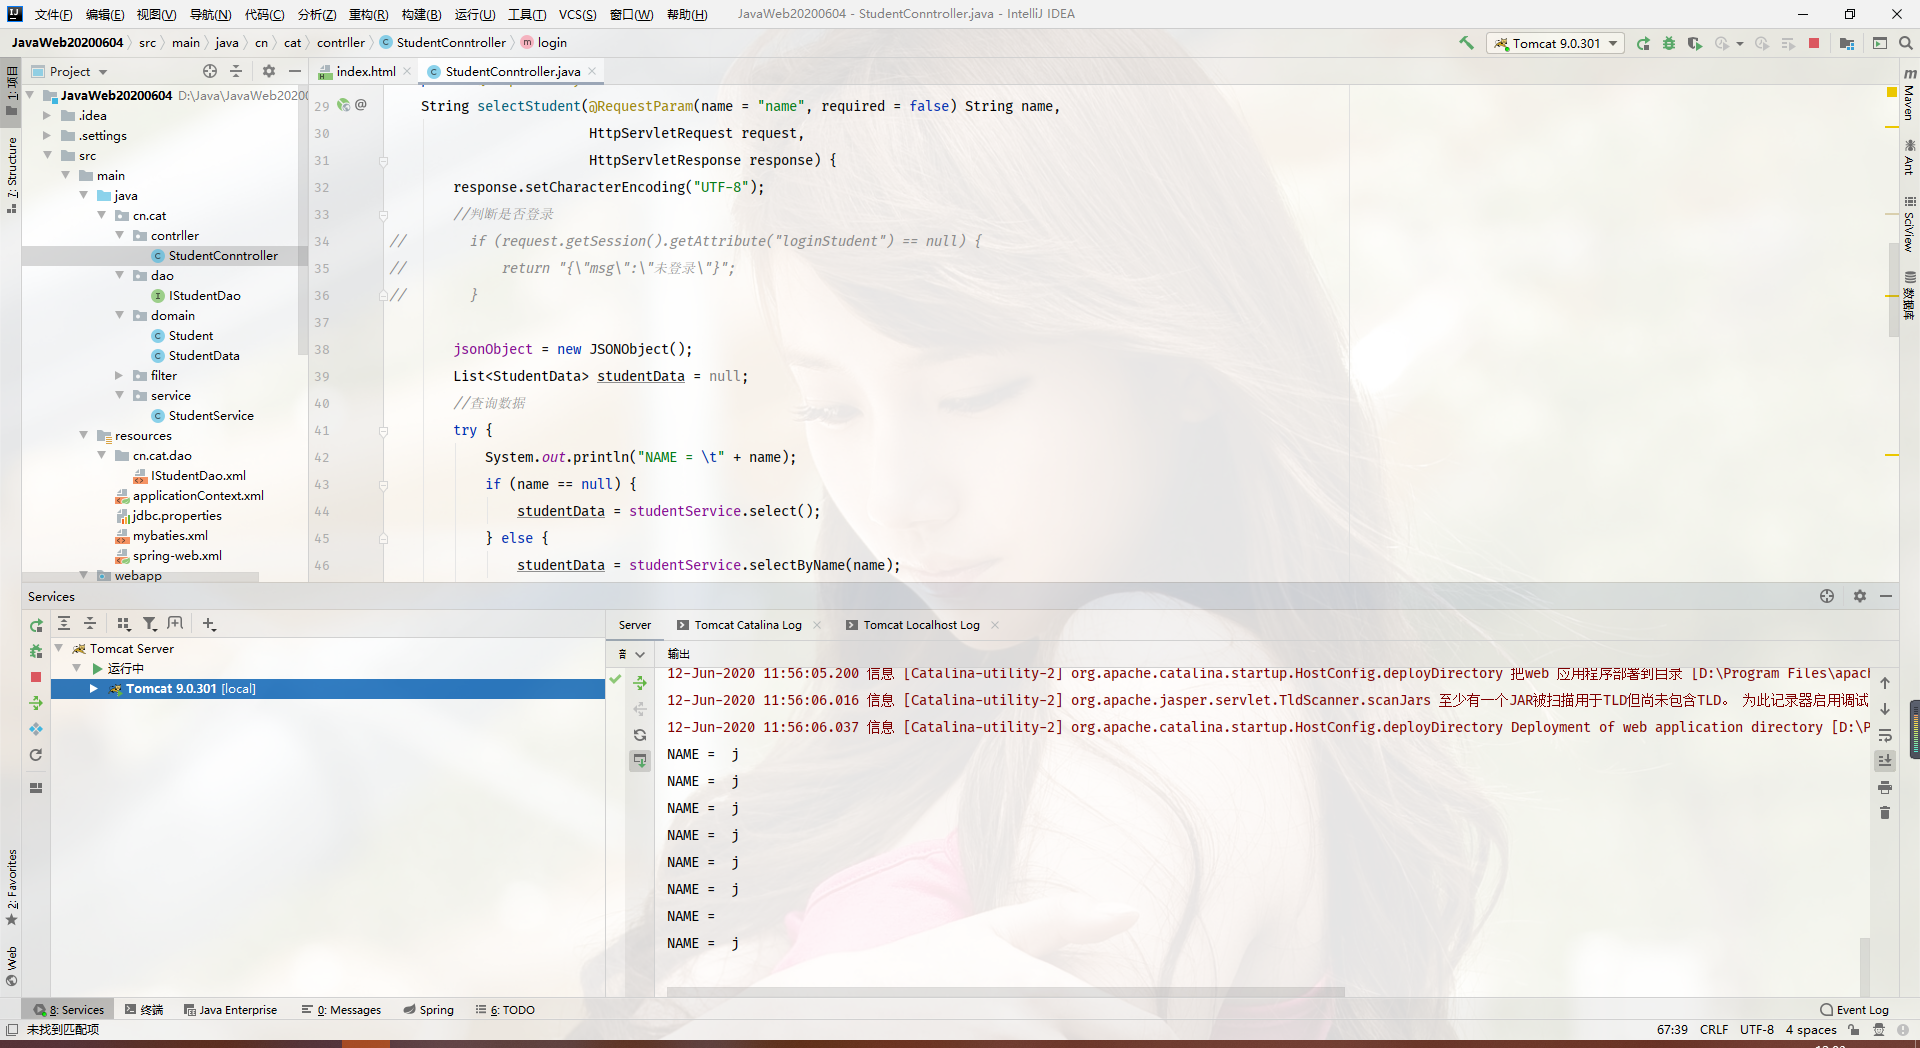 文件(F) 编辑(E) 视图(V) 导航(N) 代码(C) 分析(Z) 重构(R) 构建(B) 运行(U) 工具(T) VCS(S) 窗口(W) 帮助(H) JavaWeb20200604 - StudentConntroller.java - IntelliJ IDEA
JavaWeb20200604 src main java cn cat contrller StudentConntroller login
Tomcat 9.0.301
1: 项目
7: Structure
2: Favorites
Web
Project
JavaWeb20200604 D:\Java\JavaWeb2020
.idea
.settings
src
main
java
cn.cat
contrller
StudentConntroller
dao
IStudentDao
domain
Student
StudentData
filter
service
StudentService
resources
cn.cat.dao
IStudentDao.xml
applicationContext.xml
jdbc.properties
mybaties.xml
spring-web.xml
webapp
index.html StudentConntroller.java
29 String selectStudent(@RequestParam(name = "name", required = false) String name,
30 HttpServletRequest request,
31 HttpServletResponse response) {
32 response.setCharacterEncoding("UTF-8");
33 //判断是否登录
34 // if (request.getSession().getAttribute("loginStudent") == null) {
35 // return "{\"msg\":\"未登录\"}";
36 // }
37
38 jsonObject = new JSONObject();
39 List<StudentData> studentData = null;
40 //查询数据
41 try {
42 System.out.println("NAME = \t" + name);
43 if (name == null) {
44 studentData = studentService.select();
45 } else {
46 studentData = studentService.selectByName(name);
Maven
Ant
SciView
数据库
Services
Tomcat Server
运行中
Tomcat 9.0.301 [local]
Server Tomcat Catalina Log Tomcat Localhost Log
输出
12-Jun-2020 11:56:05.200 信息 [Catalina-utility-2] org.apache.catalina.startup.HostConfig.deployDirectory 把web 应用程序部署到目录 [D:\Program Files\apac
12-Jun-2020 11:56:06.016 信息 [Catalina-utility-2] org.apache.jasper.servlet.TldScanner.scanJars 至少有一个JAR被扫描用于TLD但尚未包含TLD。 为此记录器启用调试
12-Jun-2020 11:56:06.037 信息 [Catalina-utility-2] org.apache.catalina.startup.HostConfig.deployDirectory Deployment of web application directory [D:\P
NAME = j
NAME = j
NAME = j
NAME = j
NAME = j
NAME = j
NAME =
NAME = j
8: Services 终端 Java Enterprise 0: Messages Spring 6: TODO Event Log
未找到匹配项 67:39 CRLF UTF-8 4 spaces